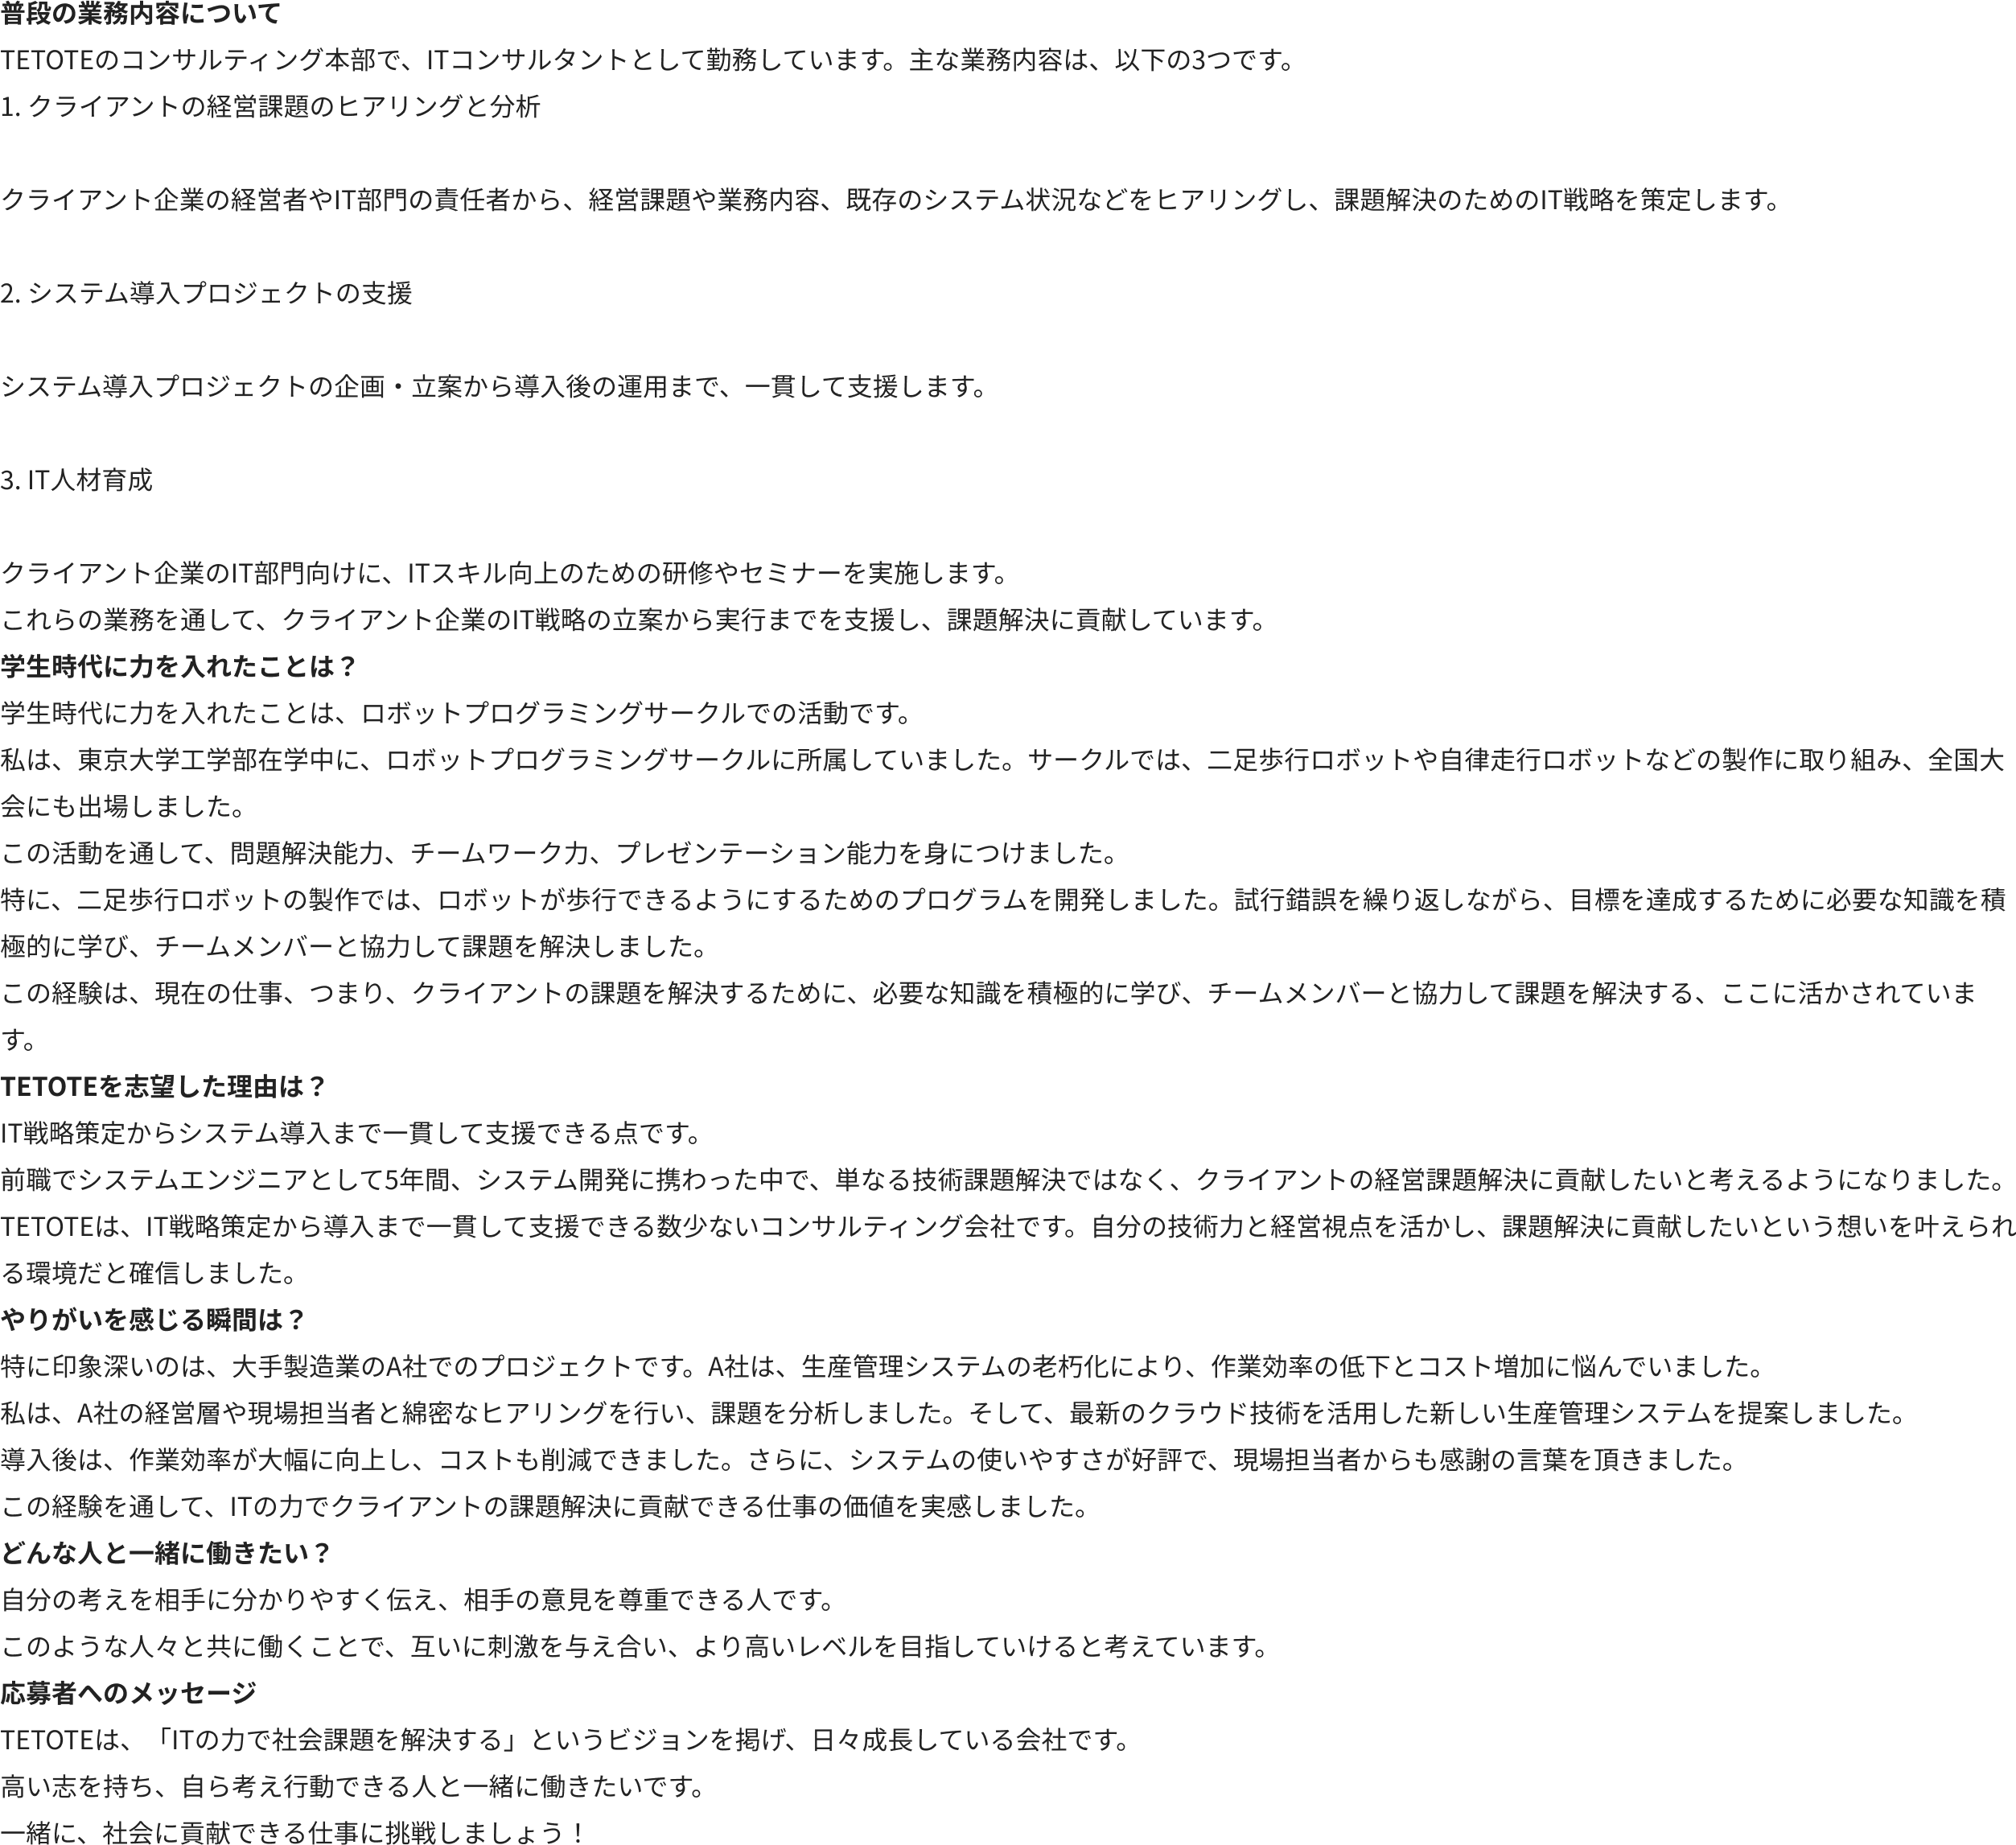 普段の業務内容について
TETOTEのコンサルティング本部で、ITコンサルタントとして勤務しています。主な業務内容は、以下の3つです。
1. クライアントの経営課題のヒアリングと分析
クライアント企業の経営者やIT部門の責任者から、経営課題や業務内容、既存のシステム状況などをヒアリングし、課題解決のためのIT戦略を策定します。
2. システム導入プロジェクトの支援
システム導入プロジェクトの企画・立案から導入後の運用まで、一貫して支援します。
3. IT人材育成
クライアント企業のIT部門向けに、ITスキル向上のための研修やセミナーを実施します。
これらの業務を通して、クライアント企業のIT戦略の立案から実行までを支援し、課題解決に貢献しています。
学生時代に力を入れたことは？
学生時代に力を入れたことは、ロボットプログラミングサークルでの活動です。
私は、東京大学工学部在学中に、ロボットプログラミングサークルに所属していました。サークルでは、二足歩行ロボットや自律走行ロボットなどの製作に取り組み、全国大
会にも出場しました。
この活動を通して、問題解決能力、チームワーク力、プレゼンテーション能力を身につけました。
特に、二足歩行ロボットの製作では、ロボットが歩行できるようにするためのプログラムを開発しました。試行錯誤を繰り返しながら、目標を達成するために必要な知識を積
極的に学び、チームメンバーと協力して課題を解決しました。
この経験は、現在の仕事、つまり、クライアントの課題を解決するために、必要な知識を積極的に学び、チームメンバーと協力して課題を解決する、ここに活かされていま
す。
TETOTEを志望した理由は？
IT戦略策定からシステム導入まで一貫して支援できる点です。
前職でシステムエンジニアとして5年間、システム開発に携わった中で、単なる技術課題解決ではなく、クライアントの経営課題解決に貢献したいと考えるようになりました。
TETOTEは、IT戦略策定から導入まで一貫して支援できる数少ないコンサルティング会社です。自分の技術力と経営視点を活かし、課題解決に貢献したいという想いを叶えられ
る環境だと確信しました。
やりがいを感じる瞬間は？
特に印象深いのは、大手製造業のA社でのプロジェクトです。A社は、生産管理システムの老朽化により、作業効率の低下とコスト増加に悩んでいました。
私は、A社の経営層や現場担当者と綿密なヒアリングを行い、課題を分析しました。そして、最新のクラウド技術を活用した新しい生産管理システムを提案しました。
導入後は、作業効率が大幅に向上し、コストも削減できました。さらに、システムの使いやすさが好評で、現場担当者からも感謝の言葉を頂きました。
この経験を通して、ITの力でクライアントの課題解決に貢献できる仕事の価値を実感しました。
どんな人と一緒に働きたい？
自分の考えを相手に分かりやすく伝え、相手の意見を尊重できる人です。
このような人々と共に働くことで、互いに刺激を与え合い、より高いレベルを目指していけると考えています。
応募者へのメッセージ
TETOTEは、「ITの力で社会課題を解決する」というビジョンを掲げ、日々成長している会社です。
高い志を持ち、自ら考え行動できる人と一緒に働きたいです。
一緒に、社会に貢献できる仕事に挑戦しましょう！